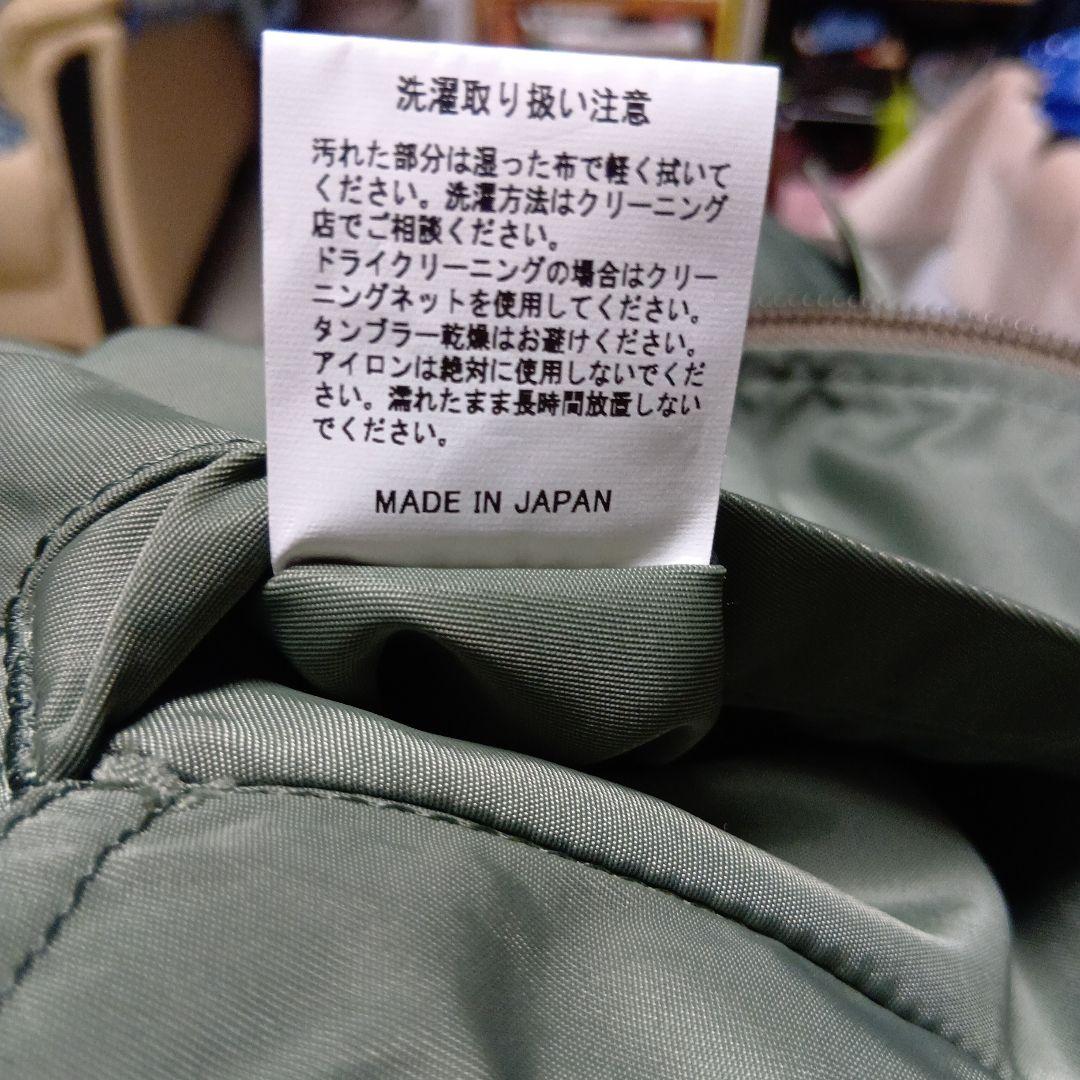 洗濯取り扱い注意
汚れた部分は湿った布で軽く拭いて
ください。洗濯方法はクリーニング
店でご相談ください。
ドライクリーニングの場合はクリー
ニングネットを使用してください。
タンブラー乾燥はお避けください。
アイロンは絶対に使用しないでくだ
さい。濡れたまま長時間放置しない
でください。
MADE IN JAPAN